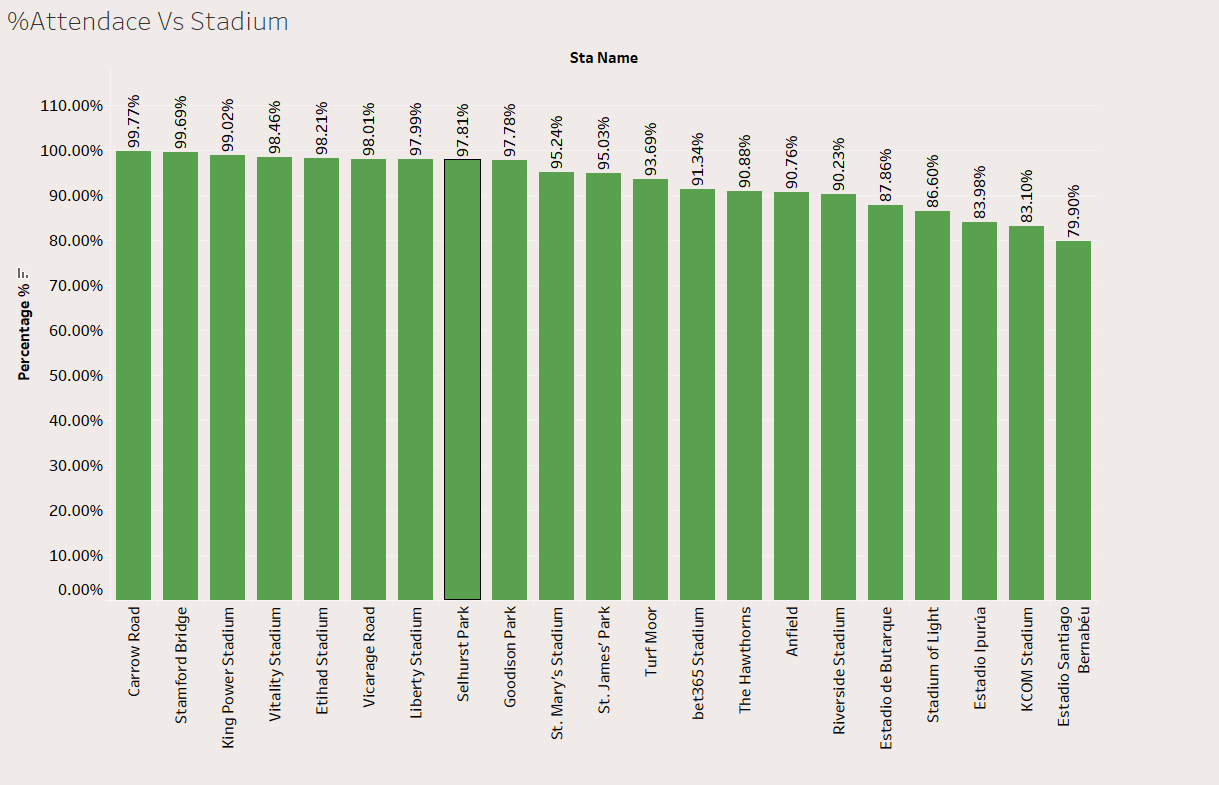 %Attendace Vs Stadium
Sta Name
Percentage %
110.00%
100.00%
90.00%
80.00%
70.00%
60.00%
50.00%
40.00%
30.00%
20.00%
10.00%
0.00%
99.77%
99.69%
99.02%
98.46%
98.21%
98.01%
97.99%
97.81%
97.78%
95.24%
95.03%
93.69%
91.34%
90.88%
90.76%
90.23%
87.86%
86.60%
83.98%
83.10%
79.90%
Carrow Road
Stamford Bridge
King Power Stadium
Vitality Stadium
Etihad Stadium
Vicarage Road
Liberty Stadium
Selhurst Park
Goodison Park
St. Mary's Stadium
St. James’ Park
Turf Moor
bet365 Stadium
The Hawthorns
Anfield
Riverside Stadium
Estadio de Butarque
Stadium of Light
Estadio Ipurúa
KCOM Stadium
Estadio Santiago
Bernabéu